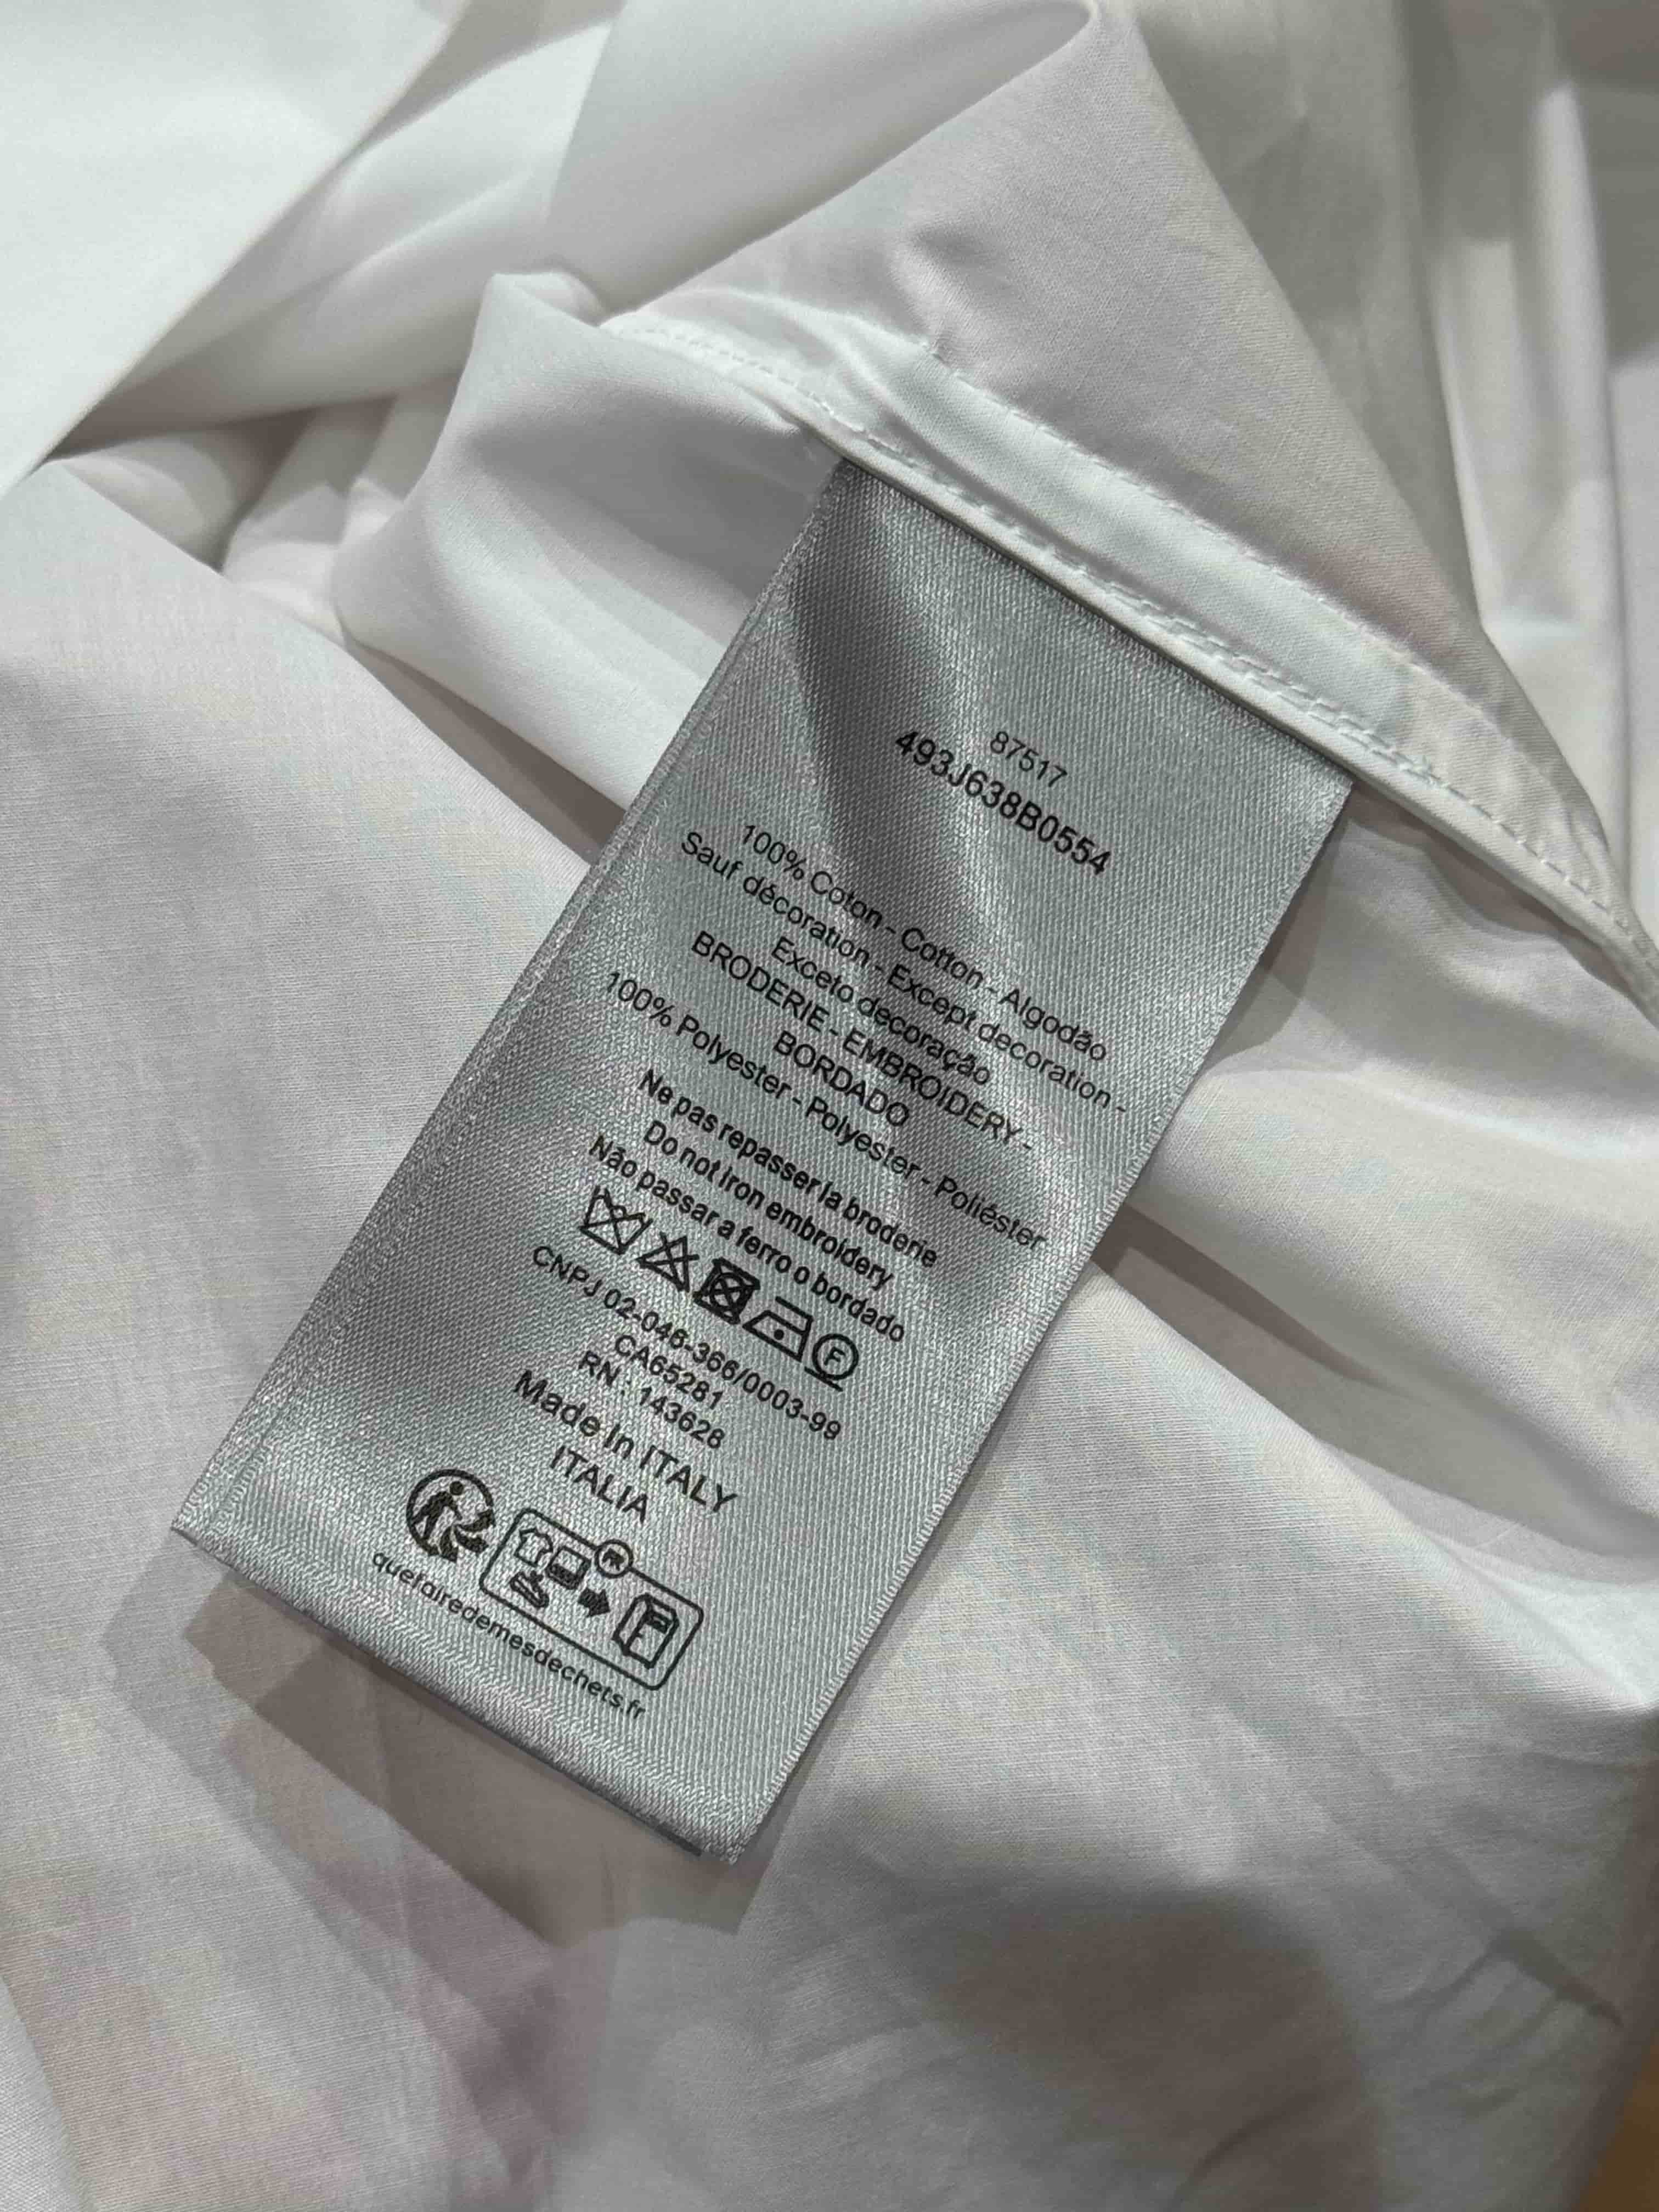 87517
493J638B0554
100% Coton - Cotton - Algodão
Sauf décoration - Except decoration -
Exceto decoração
BRODERIE - EMBROIDERY -
BORDADO
100% Polyester - Polyester - Poliéster
Ne pas repasser la broderie
Do not iron embroidery
Não passar a ferro o bordado
F
CNPJ 02-046-366/0003-99
CA65281
RN : 143628
Made In ITALY
ITALIA
FR
quefairedemesdechets.fr